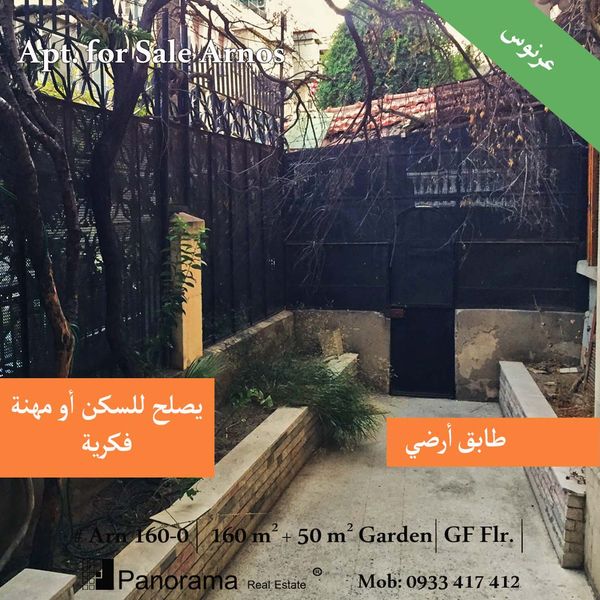 Apt. for Sale Arnos
عرنوس
يصلح للسكن أو مهنة
فكرية
طابق أرضي
# Arn 160-0 | 160 m² + 50 m² Garden | GF Flr. |
Panorama Real Estate ® Mob: 0933 417 412